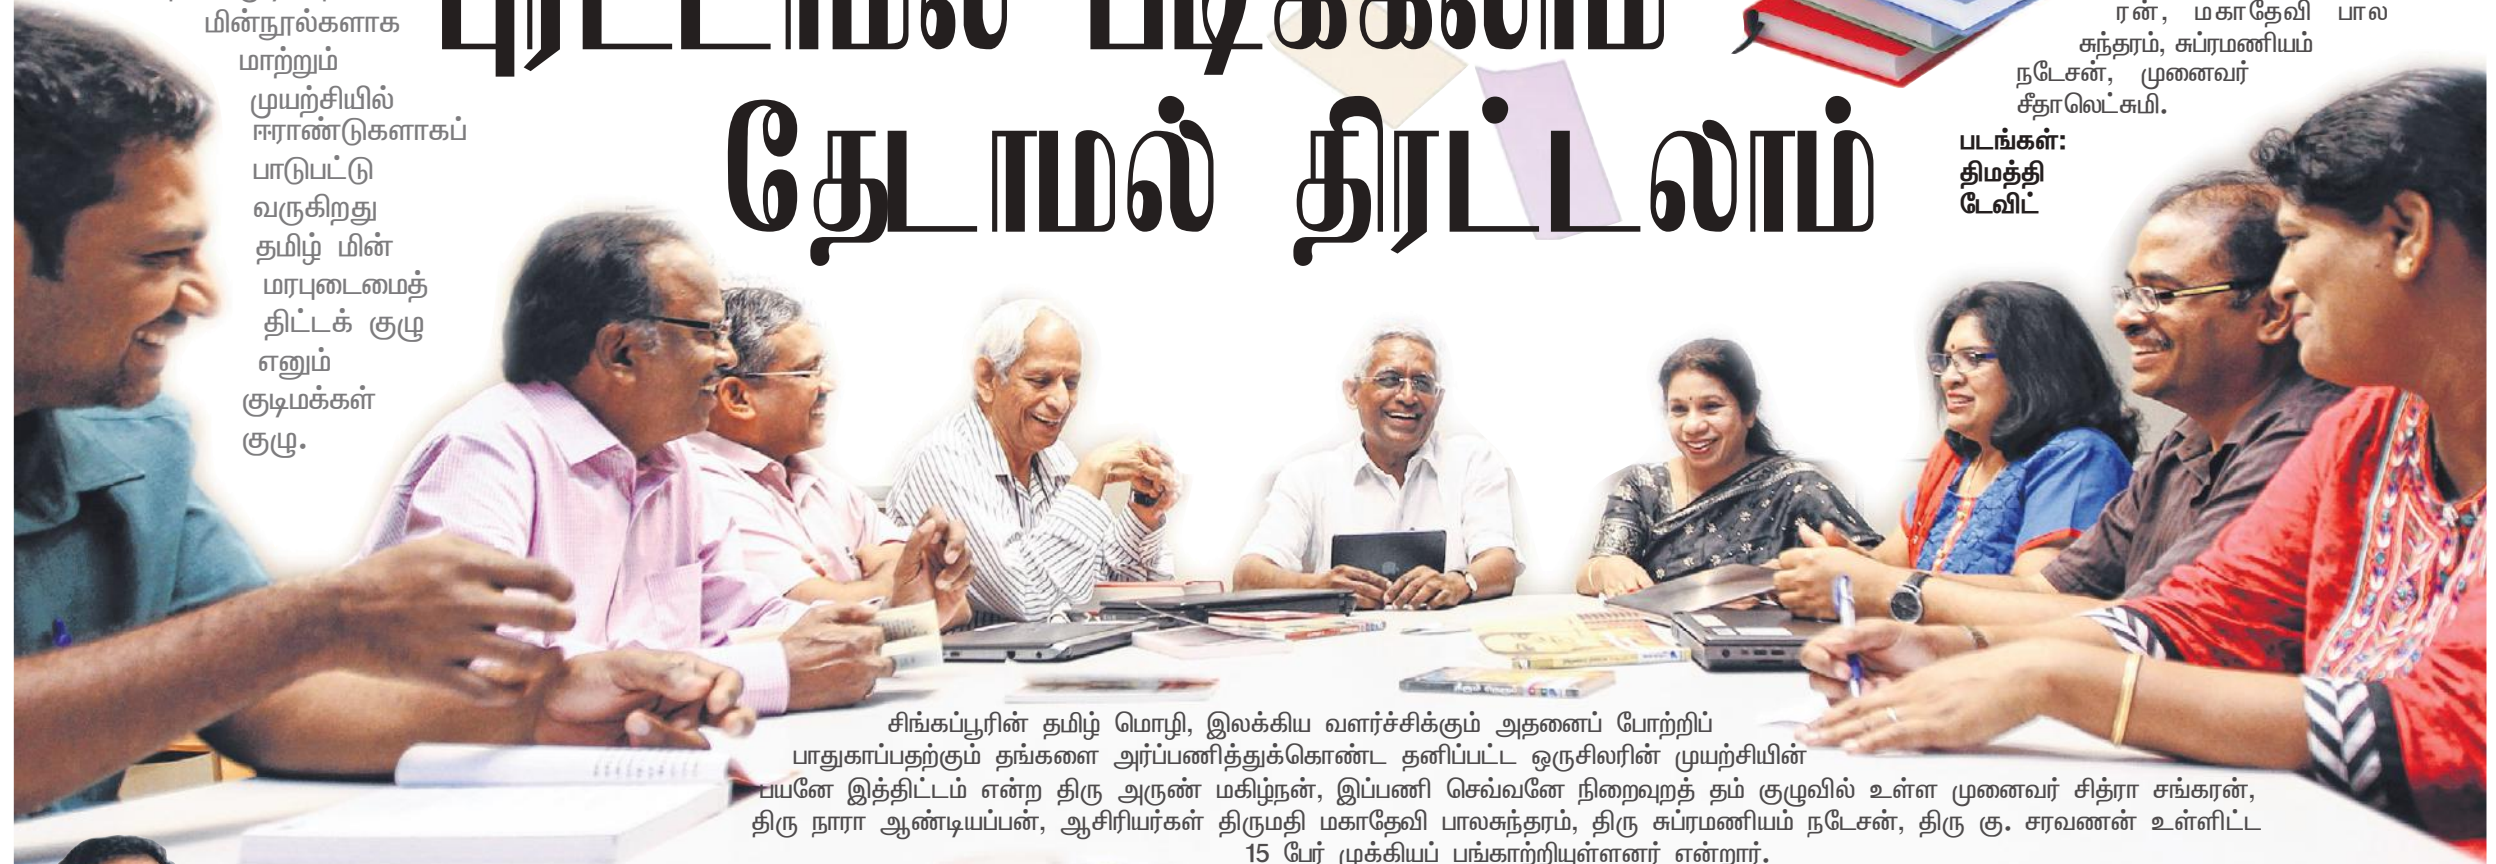 மின்நூல்களாக
மாற்றும்
முயற்சியில்
ஈராண்டுகளாகப்
பாடுபட்டு
வருகிறது
தமிழ் மின்
மரபுடைமைத்
திட்டக் குழு
எனும்
குடிமக்கள்
குழு.
புரட்டாமல் படிக்கலாம்
தேடாமல் திரட்டலாம்
ரன், மகாதேவி பால
சுந்தரம், சுப்ரமணியம்
நடேசன், முனைவர்
சீதாலெட்சுமி.
படங்கள்:
திமத்தி
டேவிட்
சிங்கப்பூரின் தமிழ் மொழி, இலக்கிய வளர்ச்சிக்கும் அதனைப் போற்றிப்
பாதுகாப்பதற்கும் தங்களை அர்ப்பணித்துக்கொண்ட தனிப்பட்ட ஒருசிலரின் முயற்சியின்
பயனே இத்திட்டம் என்ற திரு அருண் மகிழ்நன், இப்பணி செவ்வனே நிறைவுறத் தம் குழுவில் உள்ள முனைவர் சித்ரா சங்கரன்,
திரு நாரா ஆண்டியப்பன், ஆசிரியர்கள் திருமதி மகாதேவி பாலசுந்தரம், திரு சுப்ரமணியம் நடேசன், திரு கு. சரவணன் உள்ளிட்ட
15 பேர் முக்கியப் பங்காற்றியுள்ளனர் என்றார்.